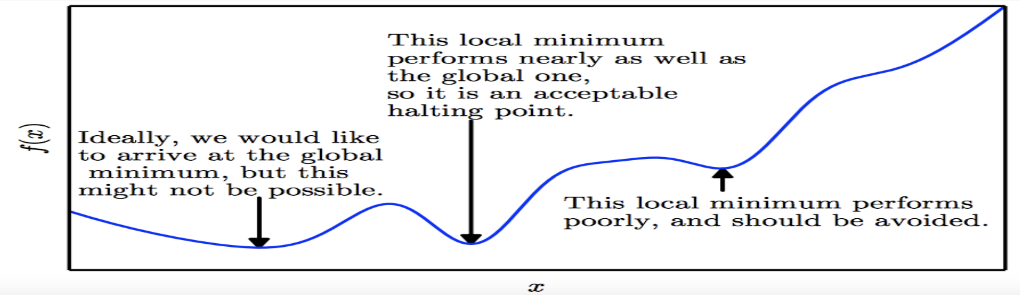 This local minimum
performs nearly as well as
the global one,
so it is an acceptable
halting point.
Ideally, we would like
to arrive at the global
minimum, but this
might not be possible.
This local minimum performs
poorly, and should be avoided.
f(x)
x